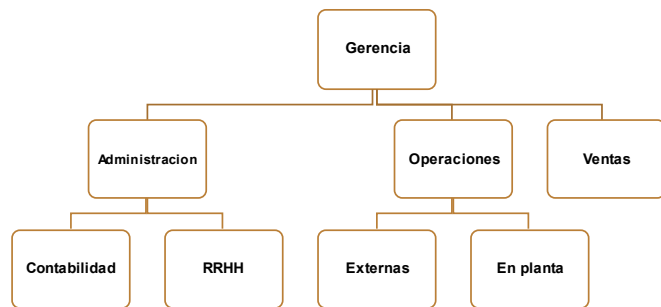 Gerencia
Administracion
Operaciones
Ventas
Contabilidad
RRHH
Externas
En planta